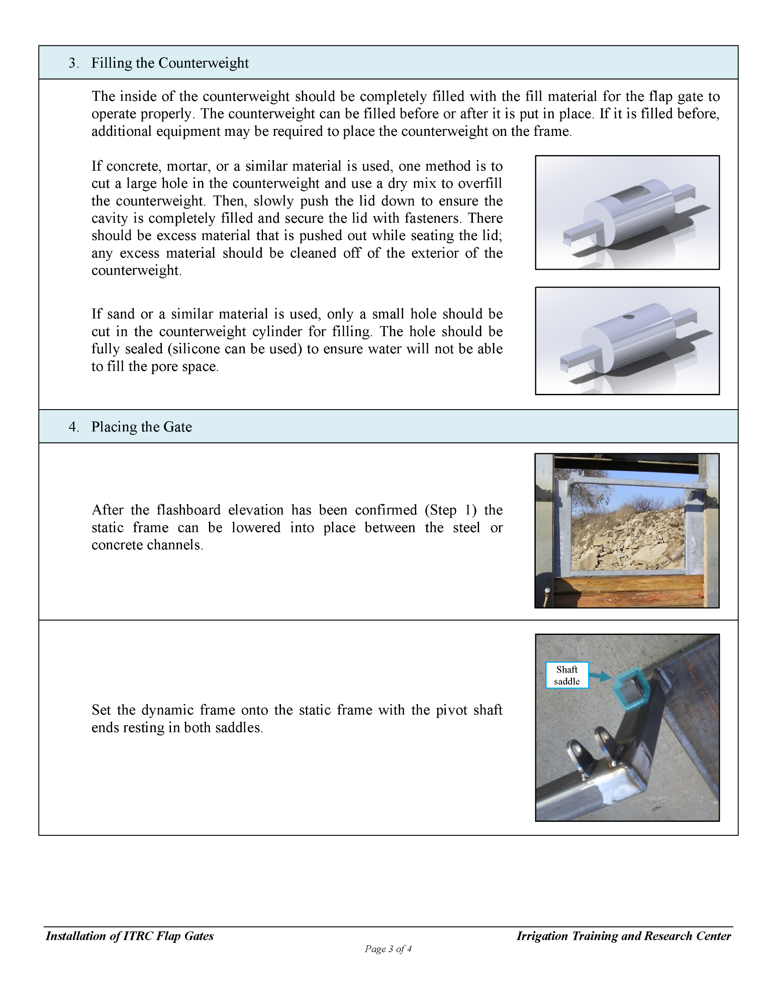 3. Filling the Counterweight
The inside of the counterweight should be completely filled with the fill material for the flap gate to
operate properly. The counterweight can be filled before or after it is put in place. If it is filled before,
additional equipment may be required to place the counterweight on the frame.
If concrete, mortar, or a similar material is used, one method is to
cut a large hole in the counterweight and use a dry mix to overfill
the counterweight. Then, slowly push the lid down to ensure the
cavity is completely filled and secure the lid with fasteners. There
should be excess material that is pushed out while seating the lid;
any excess material should be cleaned off of the exterior of the
counterweight.
If sand or a similar material is used, only a small hole should be
cut in the counterweight cylinder for filling. The hole should be
fully sealed (silicone can be used) to ensure water will not be able
to fill the pore space.
4. Placing the Gate
After the flashboard elevation has been confirmed (Step 1) the
static frame can be lowered into place between the steel or
concrete channels.
Shaft
saddle
Set the dynamic frame onto the static frame with the pivot shaft
ends resting in both saddles.
Installation of ITRC Flap Gates
Irrigation Training and Research Center
Page 3 of 4